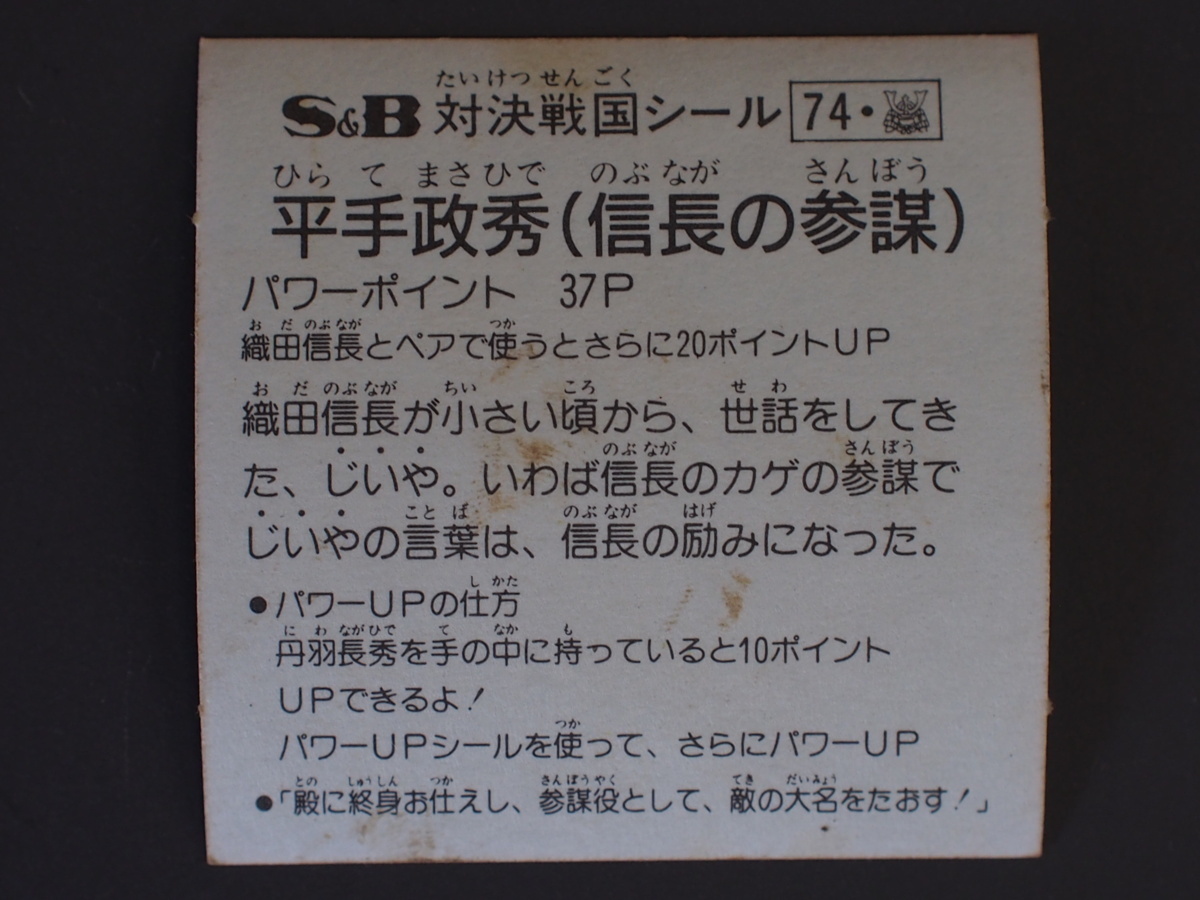 たいけつせんごく
S&B 対決戦国シール 74・
ひらてまさひで のぶなが さんぼう
平手政秀(信長の参謀)
パワーポイント 37P
おだのぶなが つか
織田信長とペアで使うとさらに20ポイントUP
おだのぶなが ちい ころ せわ
織田信長が小さい頃から、世話をしてき
のぶなが さんぼう
た、じいや。いわば信長のカゲの参謀で
ことば のぶなが はげ
じいやの言葉は、信長の励みになった。
しかた
●パワーUPの仕方
にわながひで て なか も
丹羽長秀を手の中に持っていると10ポイント
UPできるよ!
つか
パワーUPシールを使って、さらにパワーUP
との しゅうしん つか さんぼうやく てき だいみょう
●「殿に終身お仕えし、参謀役として、敵の大名をたおす!」